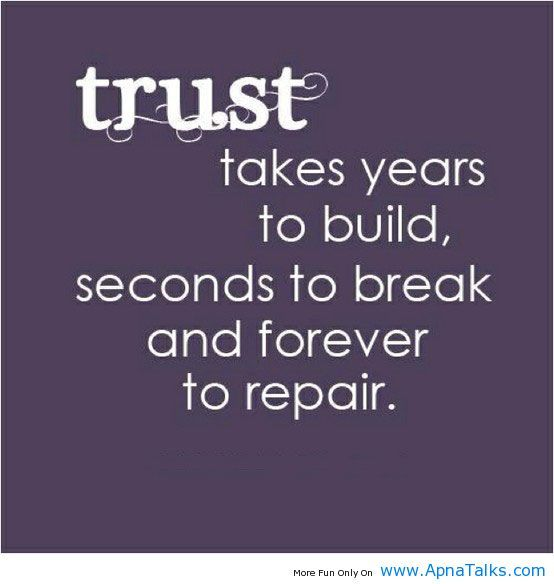 trust
takes years
to build,
seconds to break
and forever
to repair.
More Fun Only On www.ApnaTalks.com